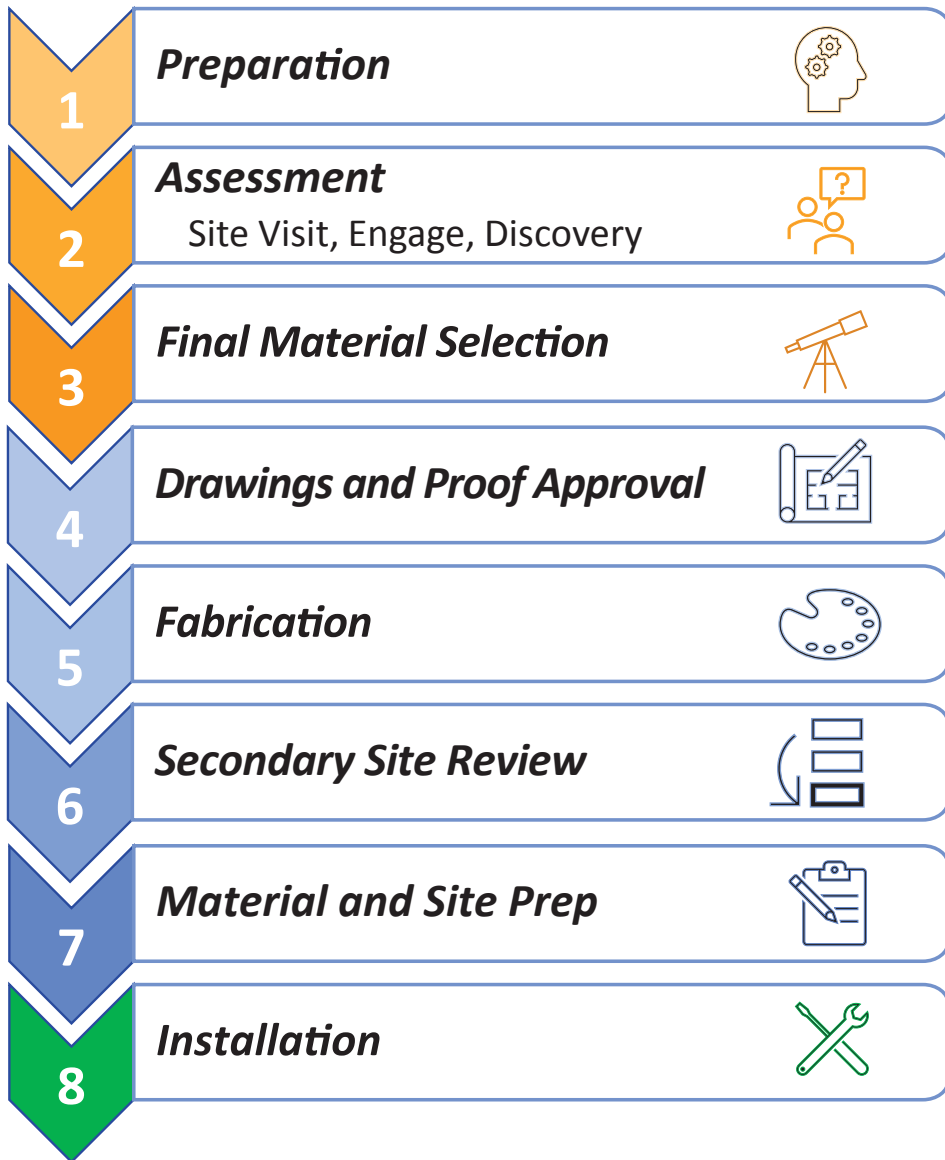 1
Preparation
2
Assessment
Site Visit, Engage, Discovery
?
3
Final Material Selection
4
Drawings and Proof Approval
5
Fabrication
6
Secondary Site Review
7
Material and Site Prep
8
Installation